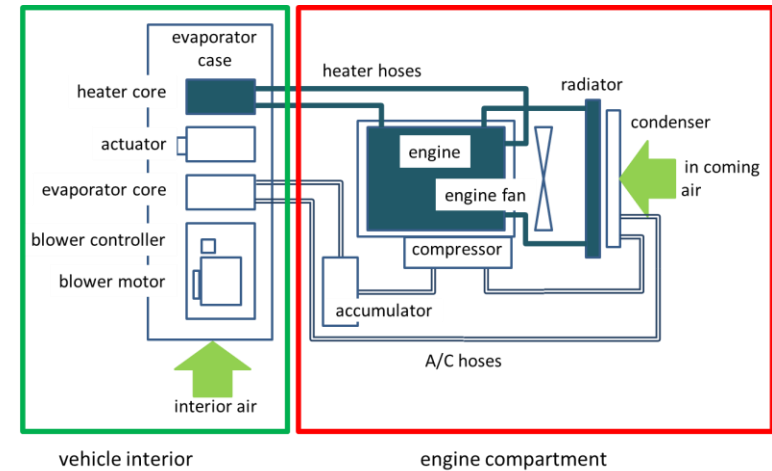 evaporator
case
heater core
actuator
evaporator core
blower controller
blower motor
interior air
heater hoses
radiator
condenser
engine
in coming
air
engine fan
compressor
accumulator
A/C hoses
vehicle interior
engine compartment